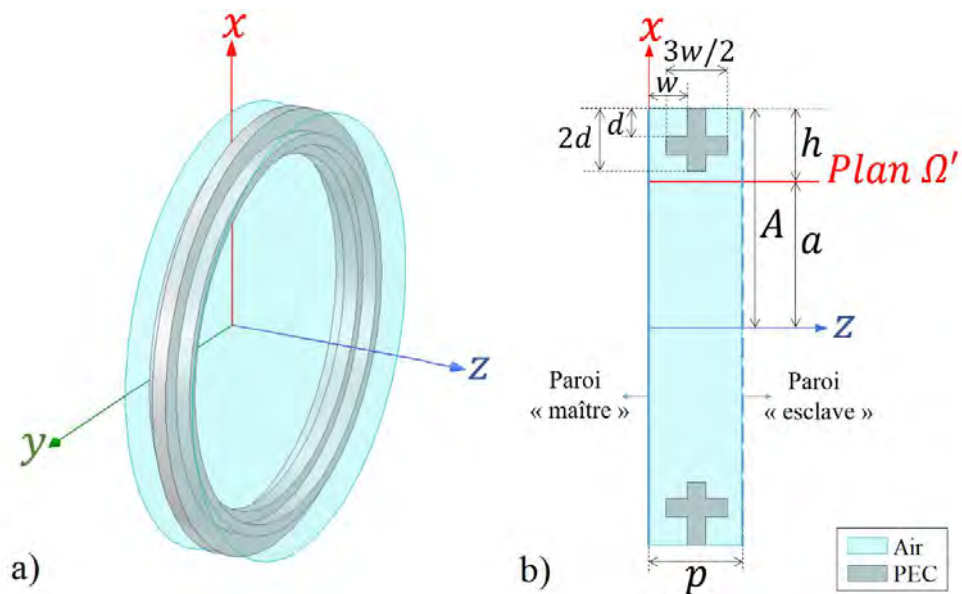 x
z
y
a)
x
3w/2
w
d
2d
h
Plan Ω'
A
a
z
Paroi
« maître »
Paroi
« esclave »
p
b)
Air
PEC